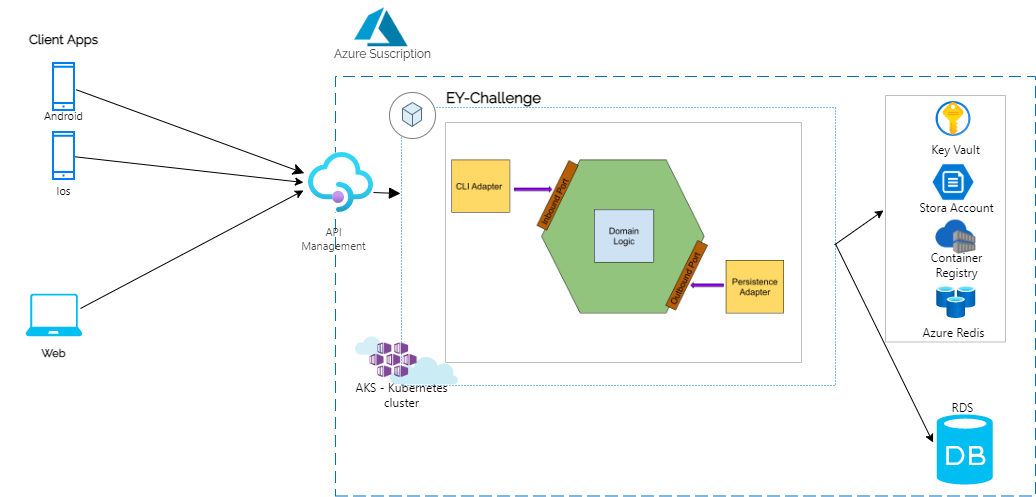 Client Apps
Android
Ios
Web
Azure Suscription
API
Management
EY-Challenge
CLI Adapter
Inbound Port
Domain
Logic
Outbound Port
Persistence
Adapter
AKS - Kubernetes
cluster
Key Vault
Stora Account
Container
Registry
Azure Redis
RDS
DB